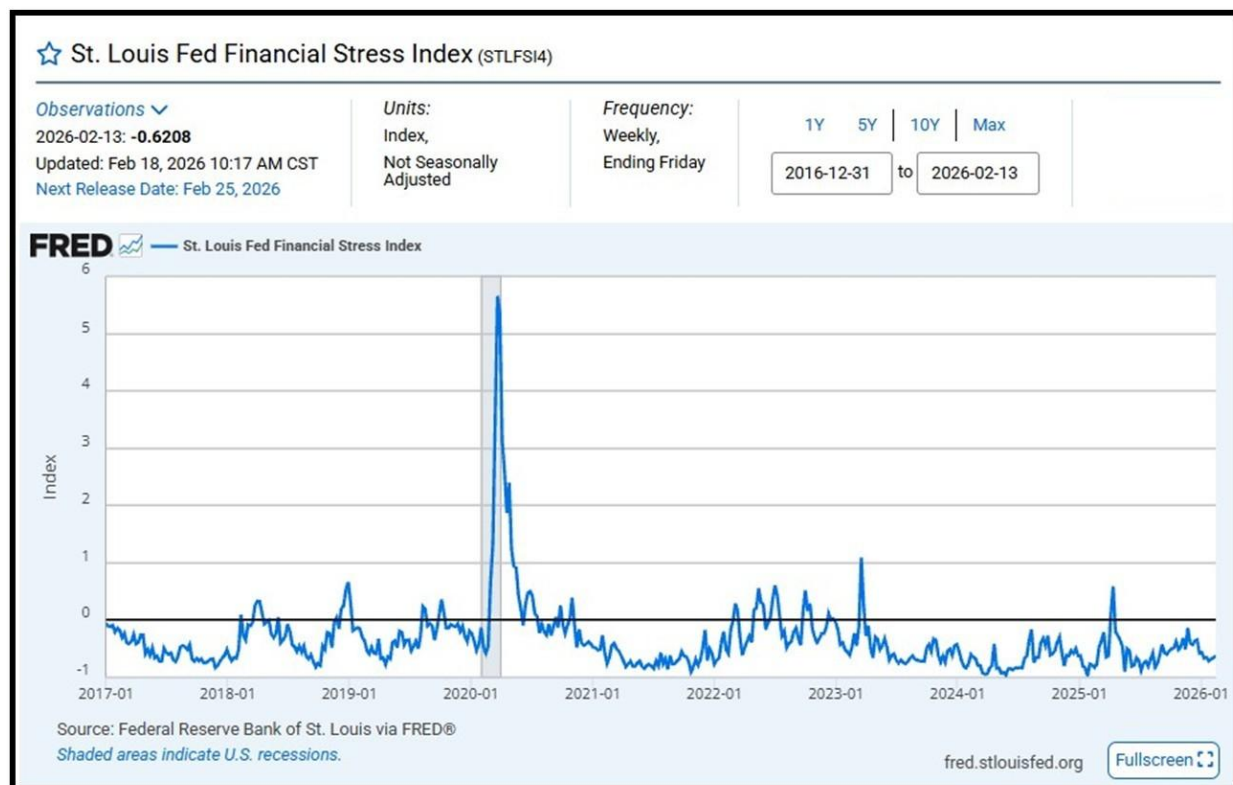 St. Louis Fed Financial Stress Index (STLFSI4)
Observations
2026-02-13: -0.6208
Updated: Feb 18, 2026 10:17 AM CST
Next Release Date: Feb 25, 2026
Units:
Index,
Not Seasonally
Adjusted
Frequency:
Weekly,
Ending Friday
1Y 5Y 10Y Max
2016-12-31 to 2026-02-13
FRED St. Louis Fed Financial Stress Index
6
5
4
3
2
1
0
-1
Index
2017-01 2018-01 2019-01 2020-01 2021-01 2022-01 2023-01 2024-01 2025-01 2026-01
Source: Federal Reserve Bank of St. Louis via FRED®
Shaded areas indicate U.S. recessions.
fred.stlouisfed.org
Fullscreen